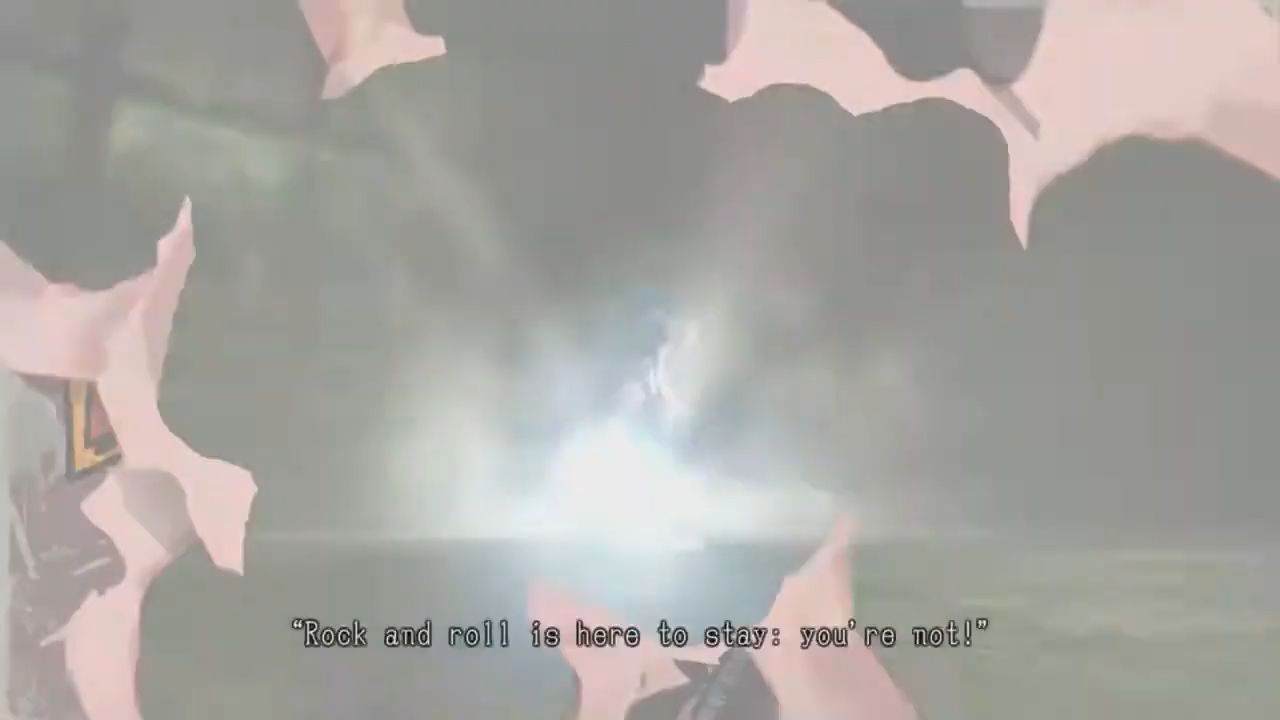 “Rock and roll is here to stay: you're not!”